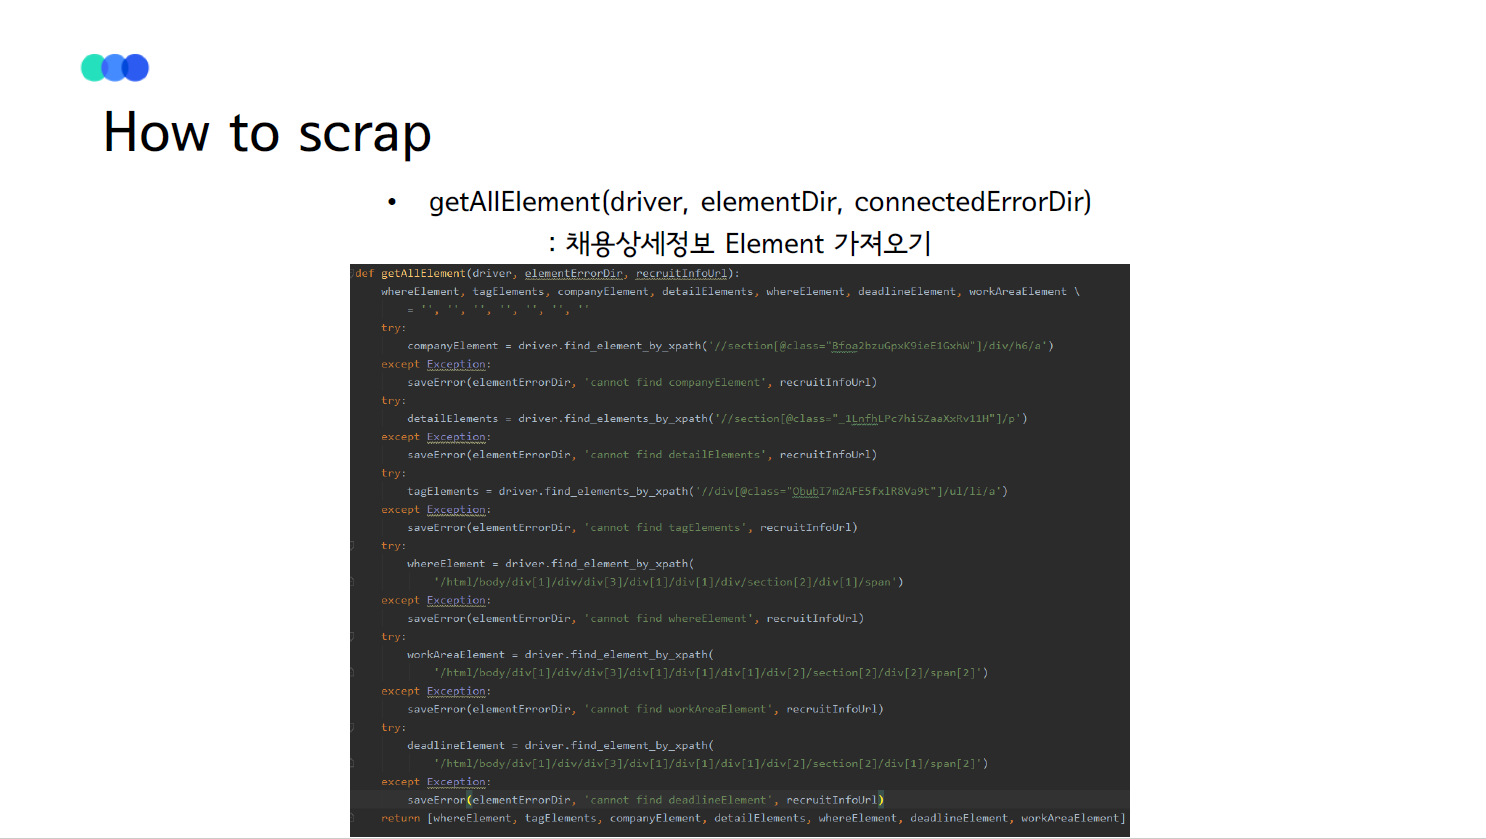 How to scrap
• getAllElement(driver, elementDir, connectedErrorDir)
: 채용상세정보 Element 가져오기
def getAllElement(driver, elementErrorDir, recruitInfoUrl):
whereElement, tagElements, companyElement, detailElements, whereElement, deadlineElement, workAreaElement \
= '', '', '', '', '', '', ''
try:
companyElement = driver.find_element_by_xpath('//section[@class="Bfoa2bzuGpxK9ieE1GxhW"]/div/h6/a')
except Exception:
saveError(elementErrorDir, 'cannot find companyElement', recruitInfoUrl)
try:
detailElements = driver.find_elements_by_xpath('//section[@class="_1LnfhLPc7hiSZaaXxRv11H"]/p')
except Exception:
saveError(elementErrorDir, 'cannot find detailElements', recruitInfoUrl)
try:
tagElements = driver.find_elements_by_xpath('//div[@class="ObubI7m2AFE5fxlR8Va9t"]/ul/li/a')
except Exception:
saveError(elementErrorDir, 'cannot find tagElements', recruitInfoUrl)
try:
whereElement = driver.find_element_by_xpath(
'/html/body/div[1]/div/div[3]/div[1]/div[1]/div/section[2]/div[1]/span')
except Exception:
saveError(elementErrorDir, 'cannot find whereElement', recruitInfoUrl)
try:
workAreaElement = driver.find_element_by_xpath(
'/html/body/div[1]/div/div[3]/div[1]/div[1]/div[1]/div[2]/section[2]/div[2]/span[2]')
except Exception:
saveError(elementErrorDir, 'cannot find workAreaElement', recruitInfoUrl)
try:
deadlineElement = driver.find_element_by_xpath(
'/html/body/div[1]/div/div[3]/div[1]/div[1]/div[1]/div[2]/section[2]/div[1]/span[2]')
except Exception:
saveError(elementErrorDir, 'cannot find deadlineElement', recruitInfoUrl)
return [whereElement, tagElements, companyElement, detailElements, whereElement, deadlineElement, workAreaElement]